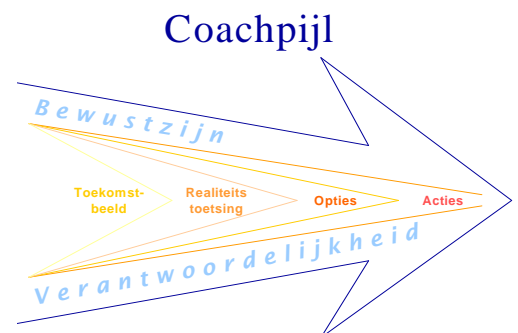 Coachpijl
Bewustzijn
Toekomst-
beeld
Realiteits
toetsing
Opties
Acties
Verantwoordelijkheid